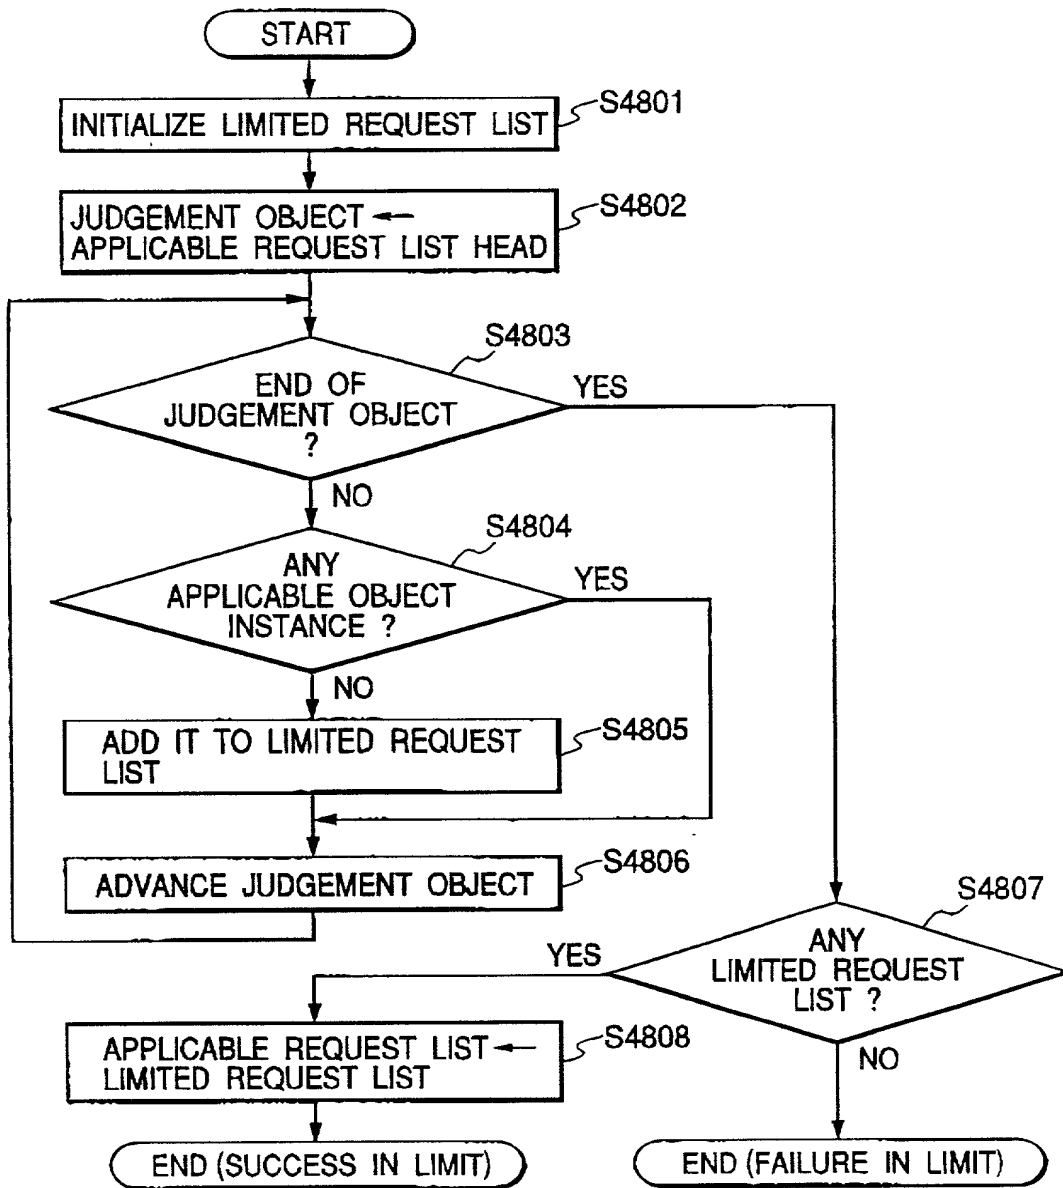 START
S4801
INITIALIZE LIMITED REQUEST LIST
S4802
JUDGEMENT OBJECT ←
APPLICABLE REQUEST LIST HEAD
S4803
END OF
JUDGEMENT OBJECT
?
YES
NO
S4804
ANY
APPLICABLE OBJECT
INSTANCE ?
YES
NO
S4805
ADD IT TO LIMITED REQUEST
LIST
S4806
ADVANCE JUDGEMENT OBJECT
S4807
ANY
LIMITED REQUEST
LIST ?
YES
NO
S4808
APPLICABLE REQUEST LIST ←
LIMITED REQUEST LIST
END (SUCCESS IN LIMIT)
END (FAILURE IN LIMIT)